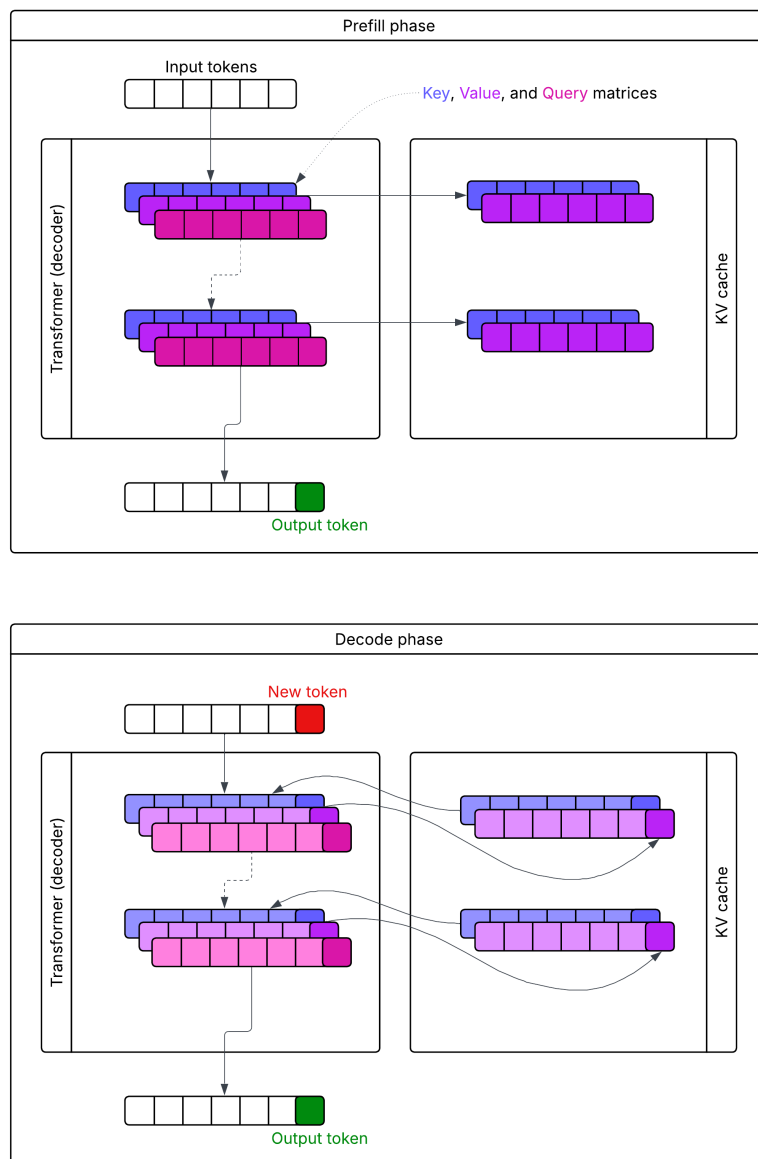 Prefill phase
Input tokens
Key, Value, and Query matrices
Transformer (decoder)
KV cache
Output token
Decode phase
New token
Transformer (decoder)
KV cache
Output token